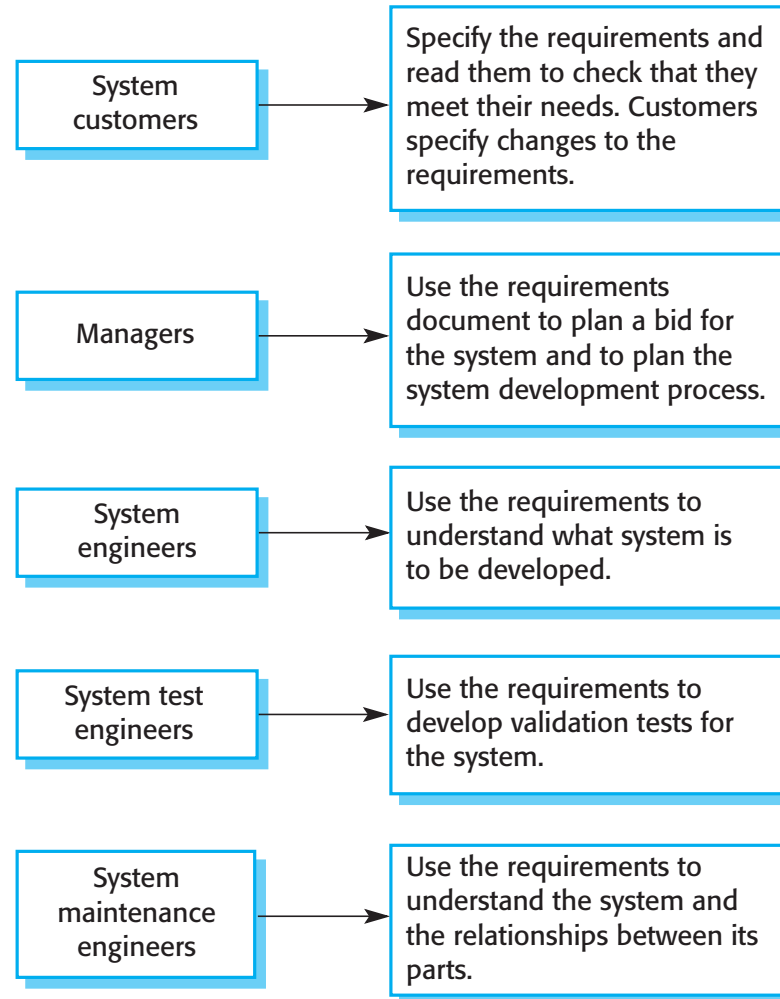 System
customers
Specify the requirements and
read them to check that they
meet their needs. Customers
specify changes to the
requirements.
Managers
Use the requirements
document to plan a bid for
the system and to plan the
system development process.
System
engineers
Use the requirements to
understand what system is
to be developed.
System test
engineers
Use the requirements to
develop validation tests for
the system.
System
maintenance
engineers
Use the requirements to
understand the system and
the relationships between its
parts.